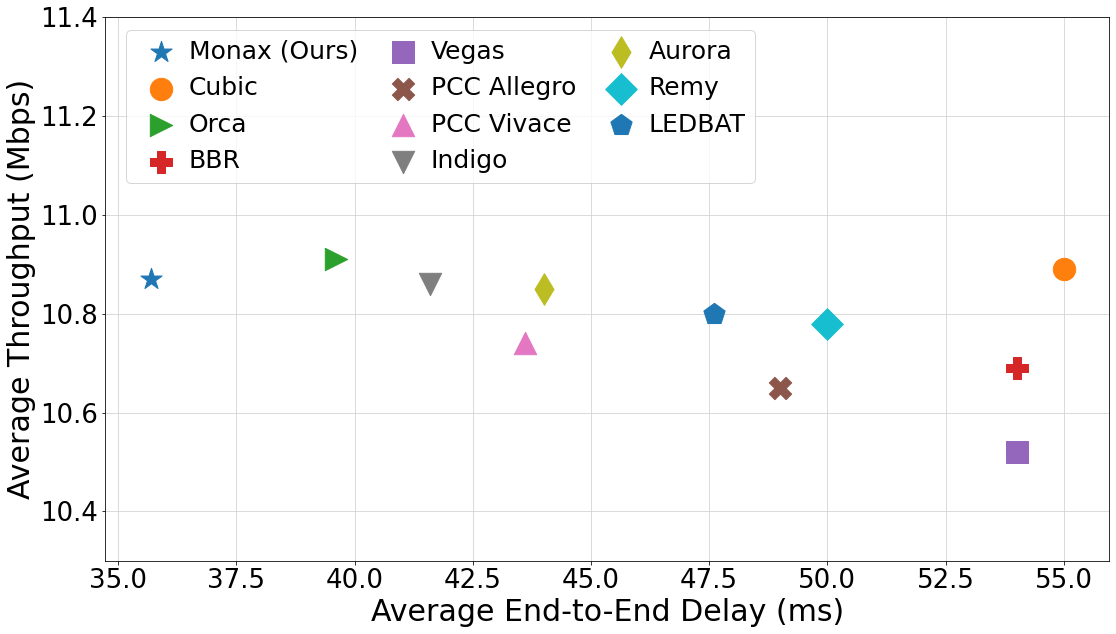 11.4
11.2
11.0
10.8
10.6
10.4
Average Throughput (Mbps)
Monax (Ours)
Cubic
Orca
BBR
Vegas
PCC Allegro
PCC Vivace
Indigo
Aurora
Remy
LEDBAT
35.0 37.5 40.0 42.5 45.0 47.5 50.0 52.5 55.0
Average End-to-End Delay (ms)